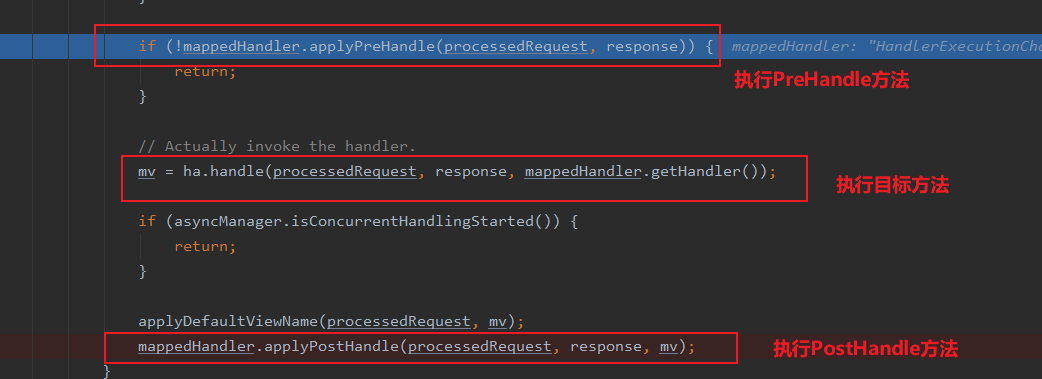 }
if (!mappedHandler.applyPreHandle(processedRequest, response)) { mappedHandler: "HandlerExecutionCha
执行PreHandle方法
return;
}
// Actually invoke the handler.
mv = ha.handle(processedRequest, response, mappedHandler.getHandler());
执行目标方法
if (asyncManager.isConcurrentHandlingStarted()) {
return;
}
applyDefaultViewName(processedRequest, mv);
mappedHandler.applyPostHandle(processedRequest, response, mv);
执行PostHandle方法
}